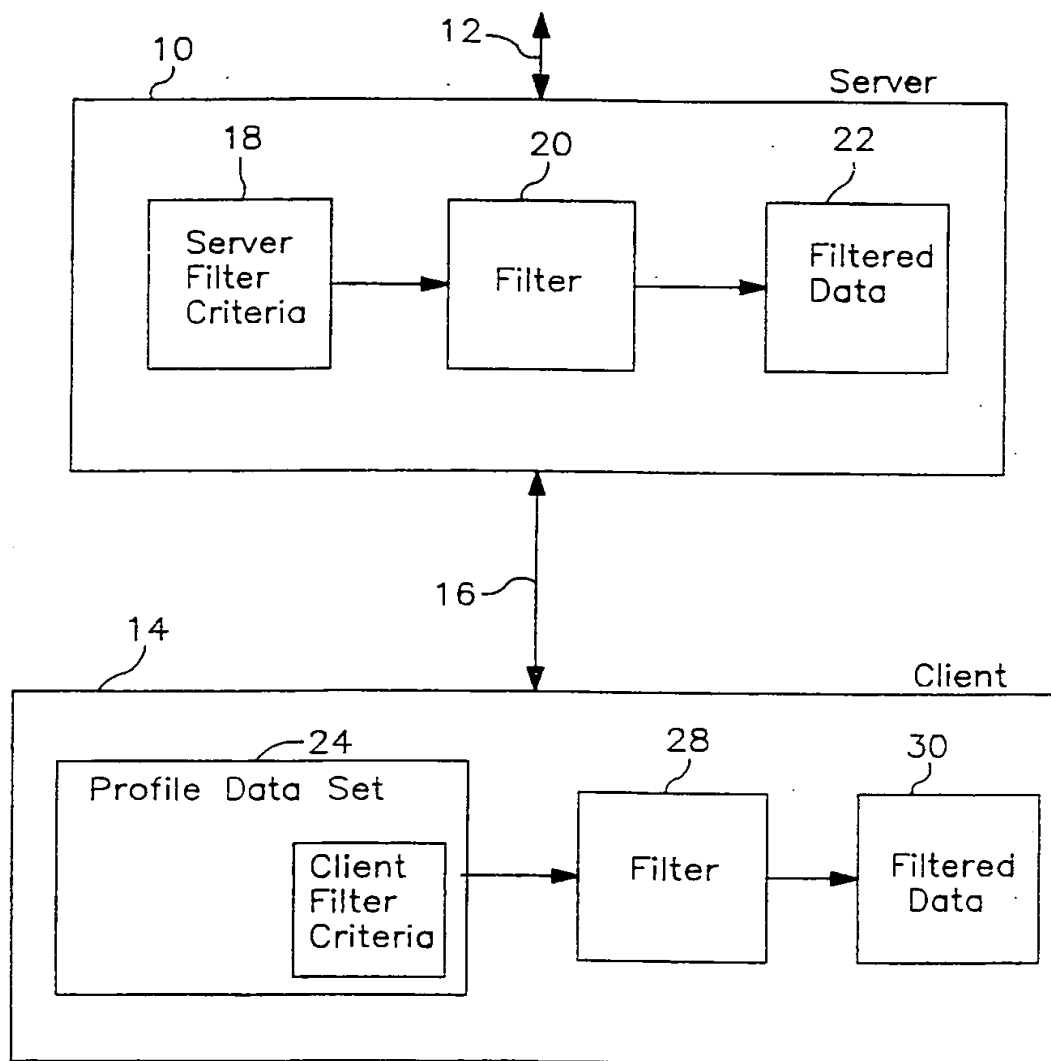 12
10
Server
18
20
22
Server
Filter
Criteria
Filter
Filtered
Data
16
14
Client
24
28
30
Profile Data Set
Client
Filter
Criteria
Filter
Filtered
Data